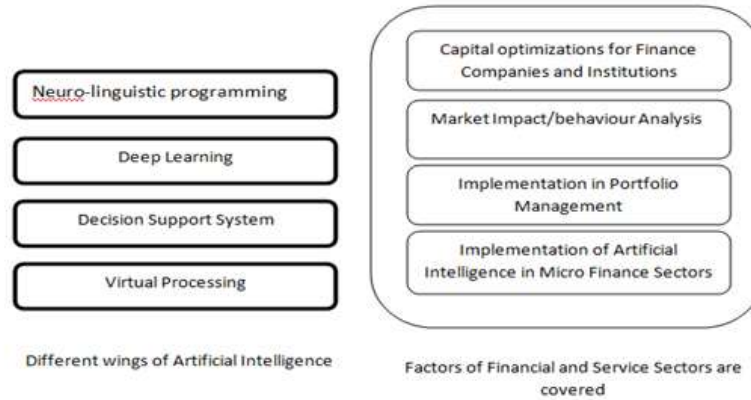 Neuro-linguistic programming
Deep Learning
Decision Support System
Virtual Processing
Different wings of Artificial Intelligence
Capital optimizations for Finance
Companies and Institutions
Market Impact/behaviour Analysis
Implementation in Portfolio
Management
Implementation of Artificial
Intelligence in Micro Finance Sectors
Factors of Financial and Service Sectors are
covered